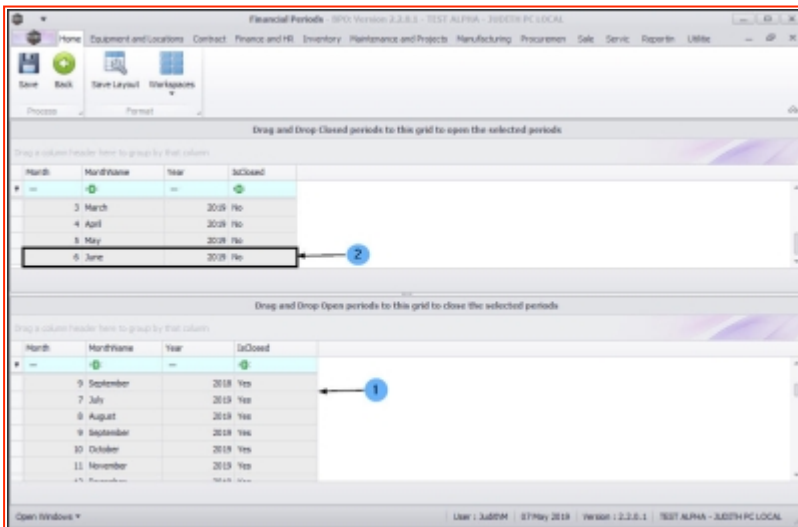 Financial Periods - BPO: Version 2.2.0.1 - TEST ALPHA - JUDITH PC LOCAL
Home Equipment and Locations Contract Finance and HR Inventory Maintenance and Projects Manufacturing Procuremen Sale Servic Reportin Utilitie
Save Back Save Layout Workspaces
Process Format
Drag and Drop Closed periods to this grid to open the selected periods
Drag a column header here to group by that column
Month MonthName Year IsClosed
3 March 2019 No
4 April 2019 No
5 May 2019 No
6 June 2019 No
2
Drag and Drop Open periods to this grid to close the selected periods
Drag a column header here to group by that column
Month MonthName Year IsClosed
9 September 2018 Yes
1
7 July 2019 Yes
8 August 2019 Yes
9 September 2019 Yes
10 October 2019 Yes
11 November 2019 Yes
12 December 2019 Yes
Open Windows User : JudithM 07 May 2019 Version : 2.2.0.1 TEST ALPHA - JUDITH PC LOCAL